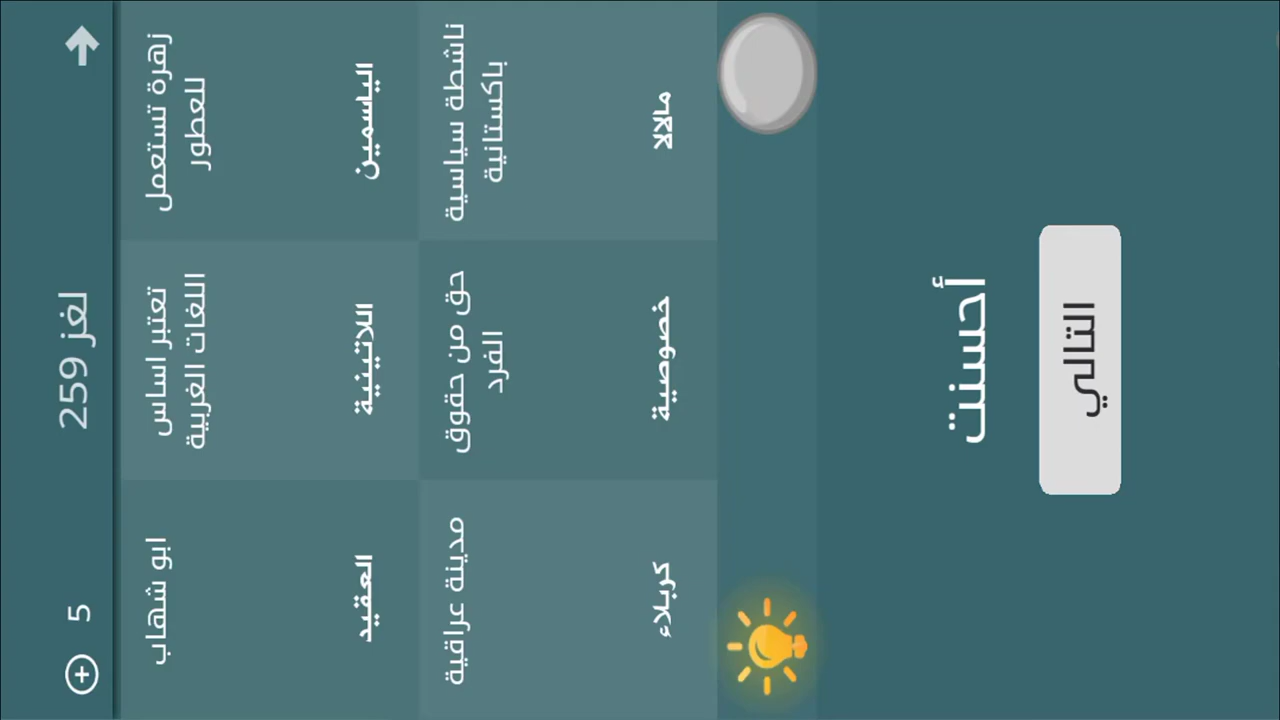 لغز 259
5
زهرة تستعمل
للعطور
الياسمين
تعتبر اساس
اللغات الغربية
اللاتينية
ابو شهاب
العقيد
ناشطة سياسية
باكستانية
مالالا
حق من حقوق
الفرد
خصوصية
مدينة عراقية
كربلاء
أحسنت
التالي